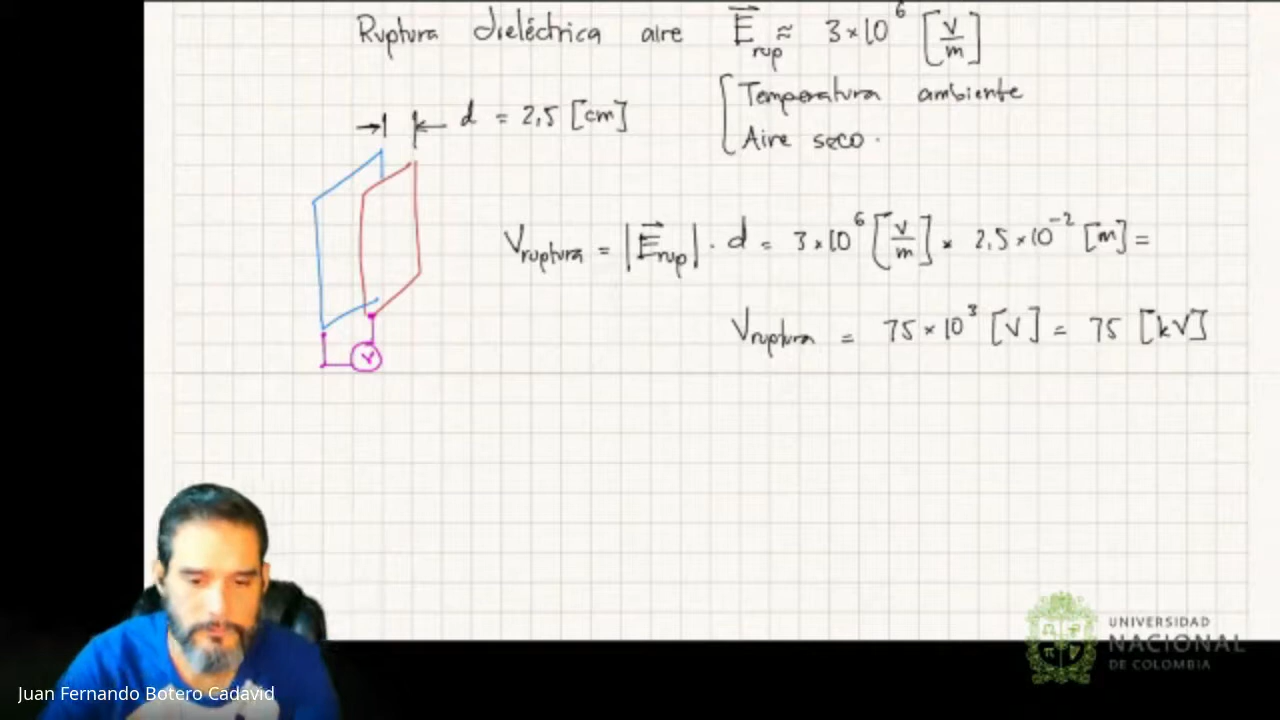 Ruptura dieléctrica aire E⃗rup ≈ 3×10⁶ [V/m]
Temperatura ambiente
Aire seco.
d = 2,5 [cm]
Vruptura = |E⃗rup| · d = 3×10⁶ [V/m] × 2,5×10⁻² [m] =
Vruptura = 75×10³ [V] = 75 [kV]
V
UNIVERSIDAD
NACIONAL
DE COLOMBIA
Juan Fernando Botero Cadavid